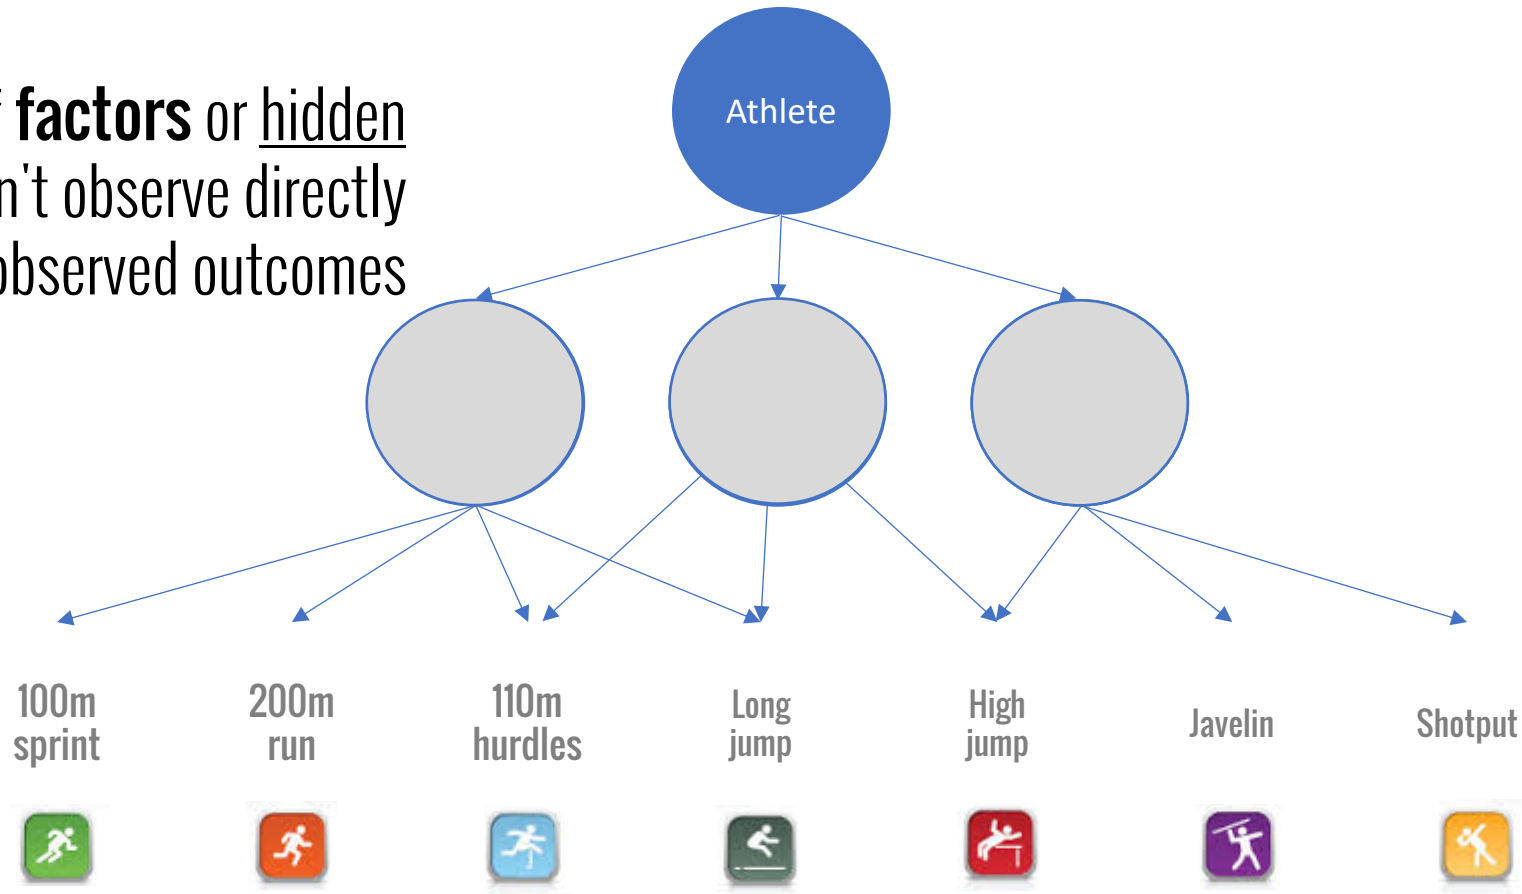 factors or hidden
n't observe directly
observed outcomes
Athlete
100m
sprint
200m
run
110m
hurdles
Long
jump
High
jump
Javelin
Shotput